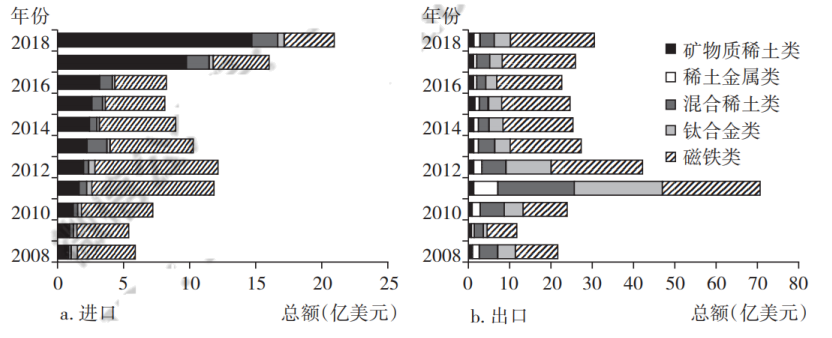 年份
2018
2016
2014
2012
2010
2008
0 5 10 15 20 25
a. 进口 总额(亿美元)
年份
2018
2016
2014
2012
2010
2008
0 10 20 30 40 50 60 70 80
b. 出口 总额(亿美元)
矿物质稀土类
稀土金属类
混合稀土类
钛合金类
磁铁类